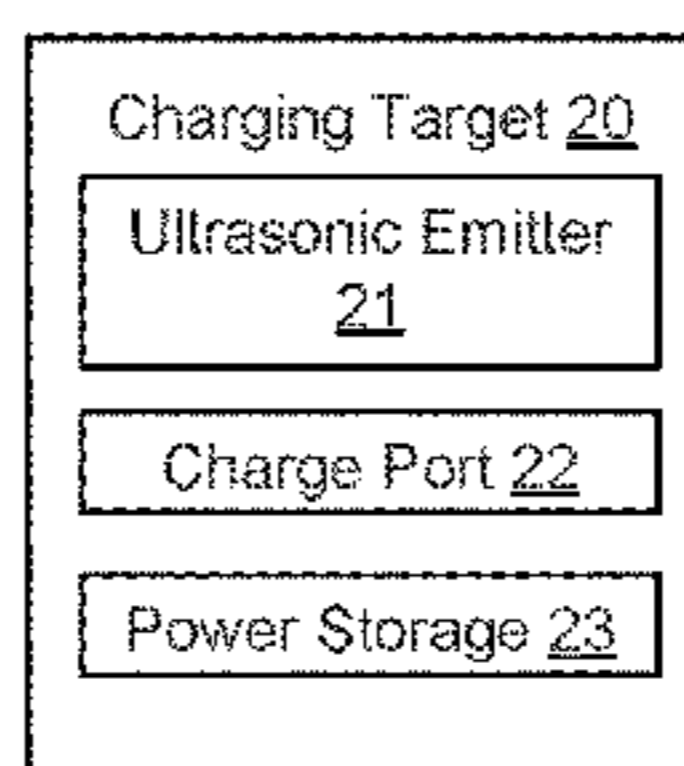 Charging Target 20
Ultrasonic Emitter
21
Charge Port 22
Power Storage 23